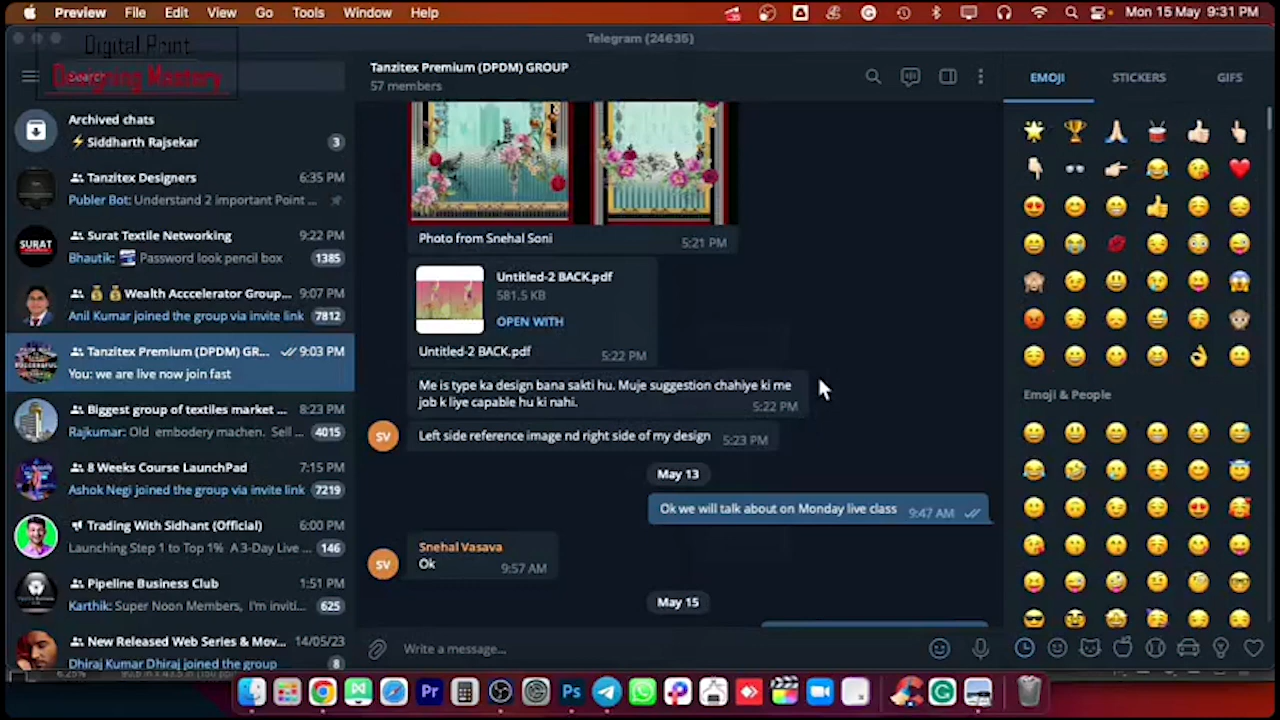 Preview File Edit View Go Tools Window Help Mon 15 May 9:31 PM
Telegram (24635)
Digital Point
Designing Mastery
Tanzitex Premium (DPDM) GROUP
57 members
EMOJI STICKERS GIFS
Archived chats
Siddharth Rajsekar 3
Tanzitex Designers 6:35 PM
Publer Bot: Understand 2 important Point ...
SURAT
Surat Textile Networking 9:22 PM
Bhautik: Password look pencil box 1385
Wealth Acccelerator Group... 9:07 PM
Anil Kumar joined the group via invite link 7812
Tanzitex Premium (DPDM) GR... 9:03 PM
You: we are live now join fast
Biggest group of textiles market ... 8:23 PM
Rajkumar: Old embodery machen. Sell ... 4015
8 Weeks Course LaunchPad 7:15 PM
Ashok Negi joined the group via invite link 7219
Trading With Sidhant (Official) 6:00 PM
Launching Step 1 to Top 1% A 3-Day Live ... 146
Pipeline Business Club 1:51 PM
Karthik: Super Noon Members, I'm inviti... 625
New Released Web Series & Mov... 14/05/23
Dhiraj Kumar Dhiraj joined the group 8
Photo from Snehal Soni 5:21 PM
Untitled-2 BACK.pdf
581.5 KB
OPEN WITH
Untitled-2 BACK.pdf 5:22 PM
Me is type ka design bana sakti hu. Muje suggestion chahiye ki me
job k liye capable hu ki nahi. 5:22 PM
SV
Left side reference image nd right side of my design 5:23 PM
May 13
Ok we will talk about on Monday live class 9:47 AM
Snehal Vasava
SV
Ok 9:57 AM
May 15
Write a message...
Emoji & People
Pr
Ps